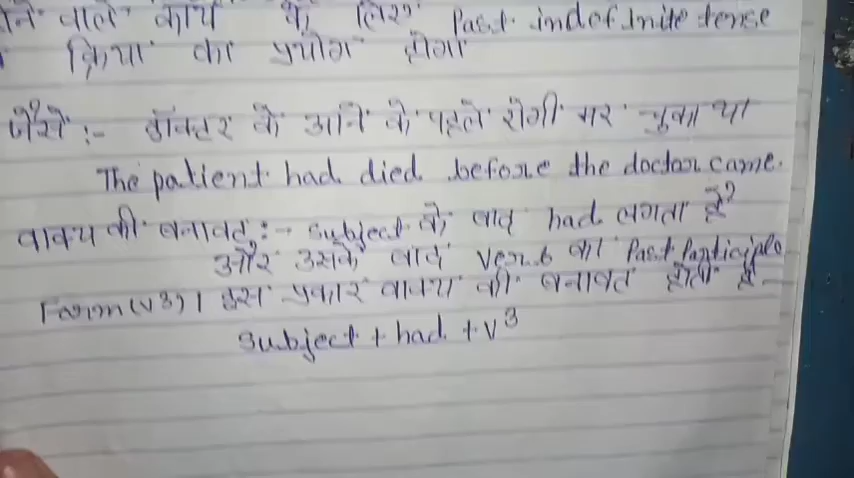 वाले कार्य के लिए Past indefinite tense
क्रिया का प्रयोग होगा
जैसे :- डॉक्टर के आने के पहले रोगी मर चुका था
The patient had died before the doctor came.
वाक्य की बनावट :- subject के बाद had लगता है
और उसके बाद verb का Past Participle
Form (v3) । इस प्रकार वाक्य की बनावट होती है
subject + had + v³